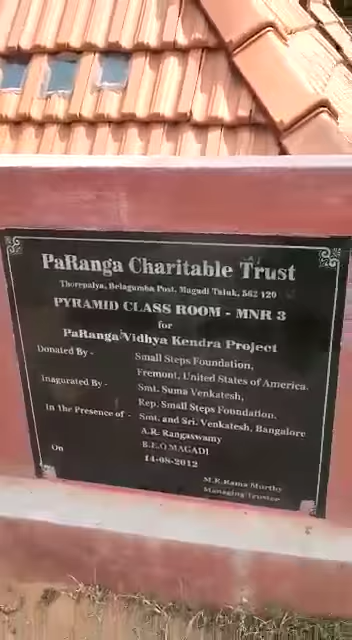 PaRanga Charitable Trust
Thorepalya, Belagumba Post, Magadi Taluk, 562 120
PYRAMID CLASS ROOM - MNR 3
for
PaRanga Vidhya Kendra Project
Donated By - Small Steps Foundation,
Fremont, United States of America.
Inagurated By - Smt. Suma Venkatesh,
Rep. Small Steps Foundation,
In the Presence of - Smt. and Sri. Venkatesh, Bangalore
A.R. Rangaswamy
B.E.O MAGADI
On 14-08-2012
M.K.Rama Murthy
Managing Trustee